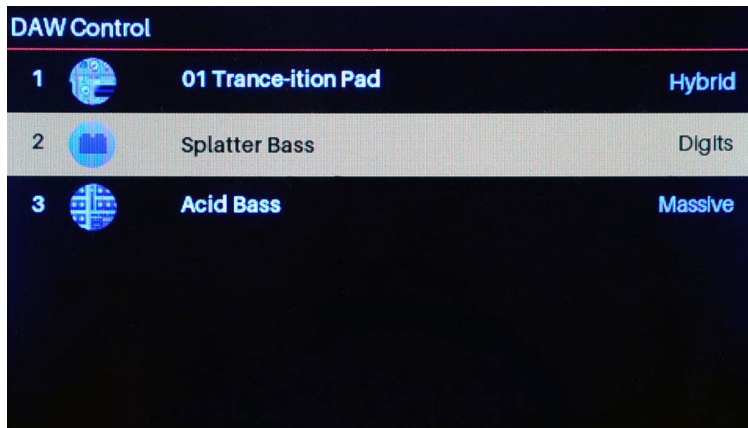 DAW Control
1 01 Trance-ition Pad Hybrid
2 Splatter Bass Digits
3 Acid Bass Massive